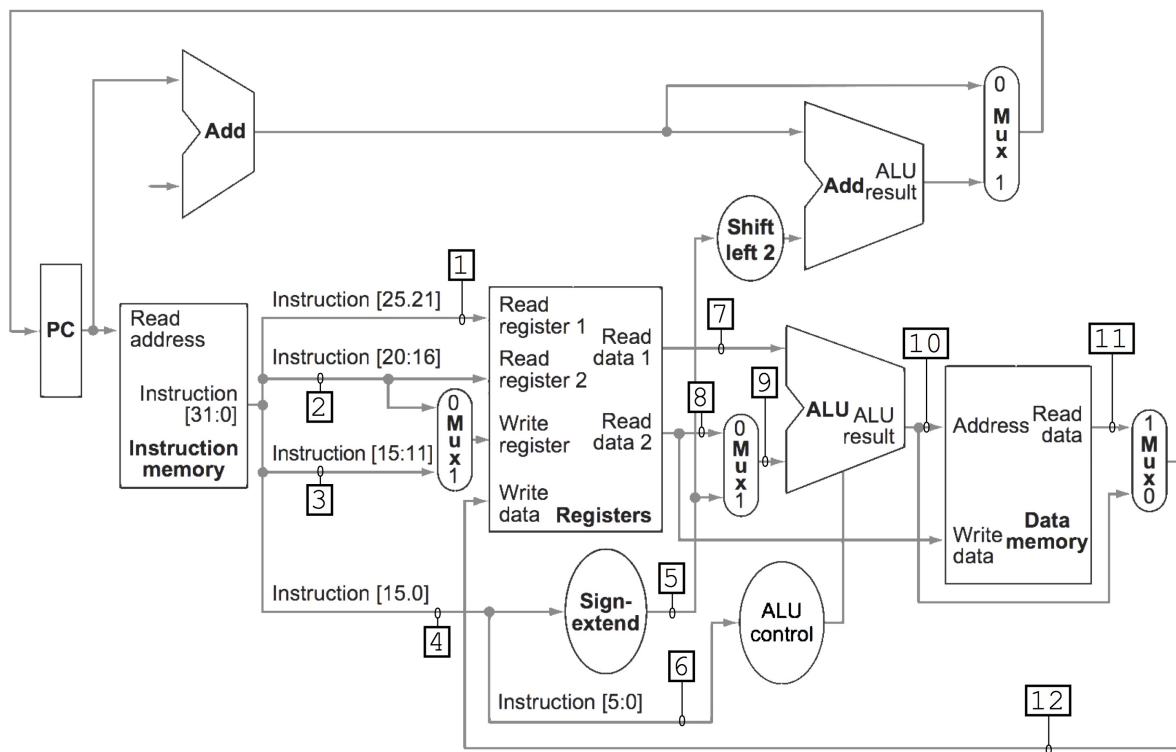 Add
0
Mux
1
Add
ALU
result
Shift
left 2
PC
Read
address
Instruction
[31:0]
Instruction
memory
Instruction [25.21]
1
Instruction [20:16]
2
0
Mux
1
Instruction [15:11]
3
Instruction [15.0]
4
Read
register 1
Read
register 2
Write
register
Write
data
Read
data 1
Read
data 2
Registers
Sign-
extend
5
Instruction [5:0]
6
7
8
0
Mux
1
9
ALU
ALU
result
ALU
control
10
Address
Read
data
Write
data
Data
memory
11
1
Mux
0
12